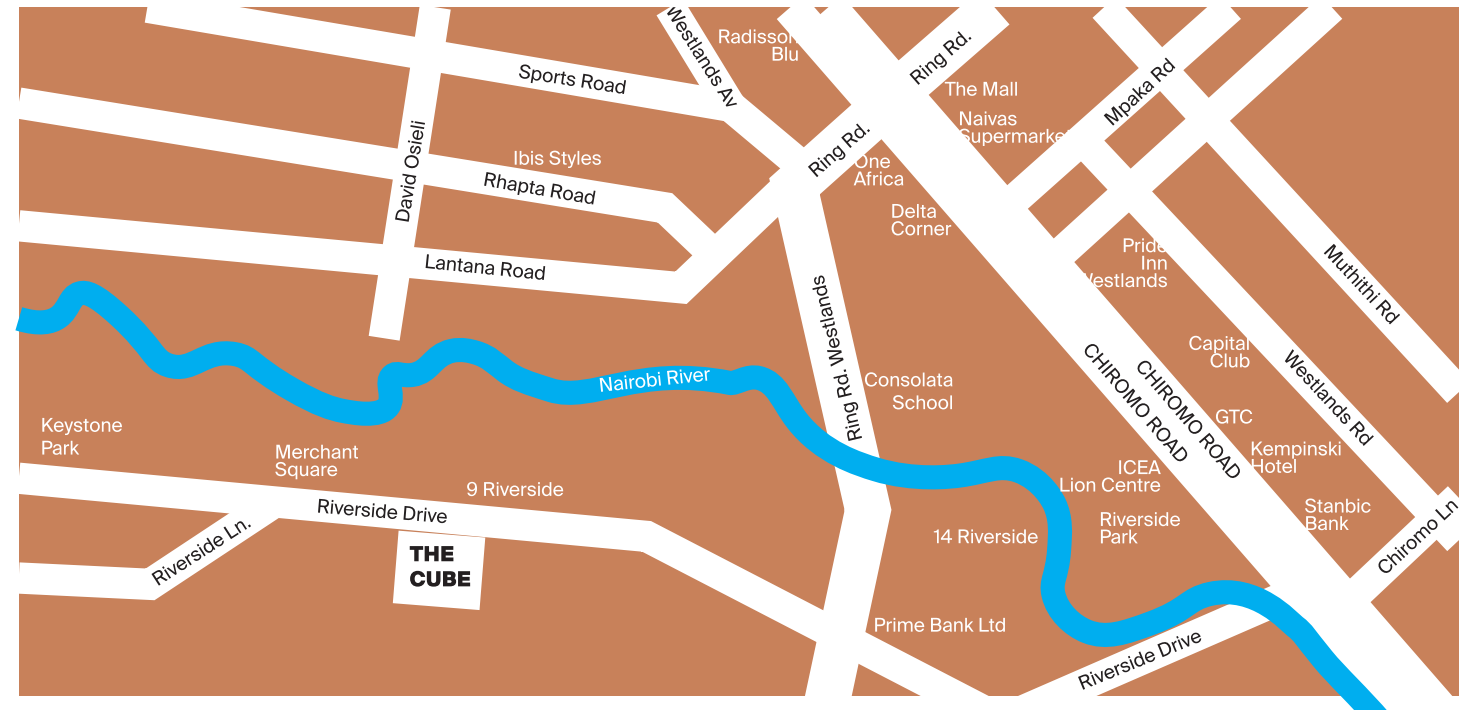 Westlands Av
Radisson
Blu
Ring Rd.
Sports Road
The Mall
Mpaka Rd
Naivas
Supermarket
Ring Rd.
David Osieli
Ibis Styles
One
Africa
Rhapta Road
Delta
Corner
Lantana Road
Pride
Inn
Westlands
Muthithi Rd
Ring Rd. Westlands
Capital
Club
Nairobi River
Consolata
School
CHIROMO ROAD
CHIROMO ROAD
Westlands Rd
GTC
Keystone
Park
Merchant
Square
Kempinski
Hotel
ICEA
Lion Centre
9 Riverside
Riverside Drive
Stanbic
Bank
Riverside Park
14 Riverside
Chiromo Ln
Riverside Ln.
THE
CUBE
Prime Bank Ltd
Riverside Drive